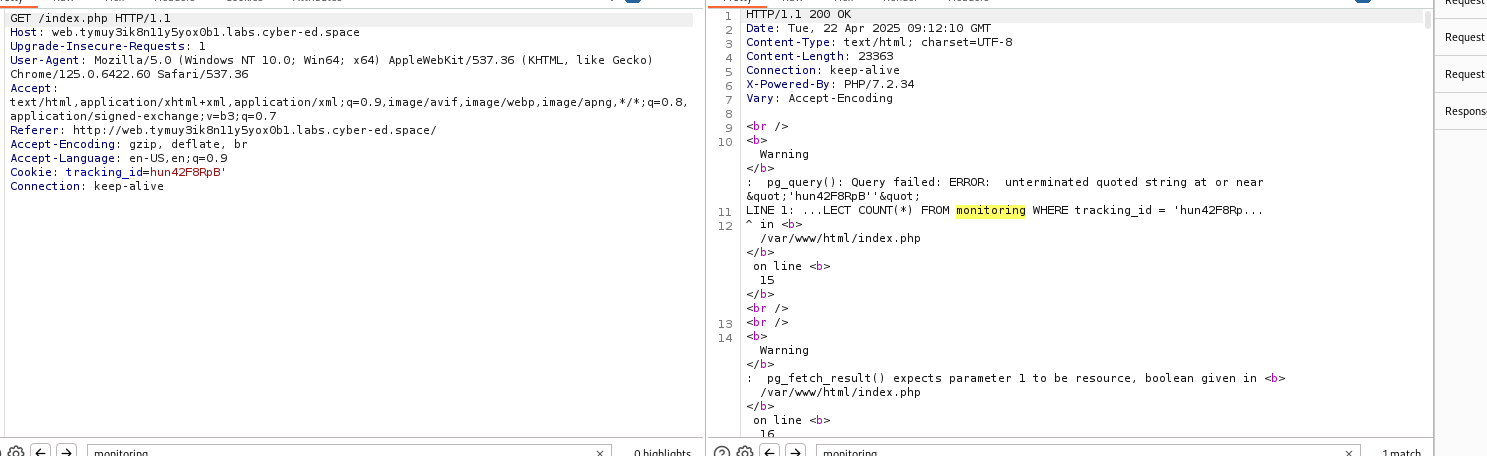 GET /index.php HTTP/1.1
Host: web.tymuy3ik8n11y5yox0b1.labs.cyber-ed.space
Upgrade-Insecure-Requests: 1
User-Agent: Mozilla/5.0 (Windows NT 10.0; Win64; x64) AppleWebKit/537.36 (KHTML, like Gecko)
Chrome/125.0.6422.60 Safari/537.36
Accept:
text/html,application/xhtml+xml,application/xml;q=0.9,image/avif,image/webp,image/apng,*/*;q=0.8,
application/signed-exchange;v=b3;q=0.7
Referer: http://web.tymuy3ik8n11y5yox0b1.labs.cyber-ed.space/
Accept-Encoding: gzip, deflate, br
Accept-Language: en-US,en;q=0.9
Cookie: tracking_id=hun42F8RpB'
Connection: keep-alive
monitoring
0 highlights
1 HTTP/1.1 200 OK
2 Date: Tue, 22 Apr 2025 09:12:10 GMT
3 Content-Type: text/html; charset=UTF-8
4 Content-Length: 23363
5 Connection: keep-alive
6 X-Powered-By: PHP/7.2.34
7 Vary: Accept-Encoding
8
9 <br />
10 <b>
Warning
</b>
:  pg_query(): Query failed: ERROR:  unterminated quoted string at or near
&quot;'hun42F8RpB''&quot;
11 LINE 1: ...LECT COUNT(*) FROM monitoring WHERE tracking_id = 'hun42F8Rp...
12 ^ in <b>
/var/www/html/index.php
</b>
on line <b>
15
</b>
<br />
13 <br />
14 <b>
Warning
</b>
:  pg_fetch_result() expects parameter 1 to be resource, boolean given in <b>
/var/www/html/index.php
</b>
on line <b>
16
monitoring
1 match
Request
Request
Request
Respons